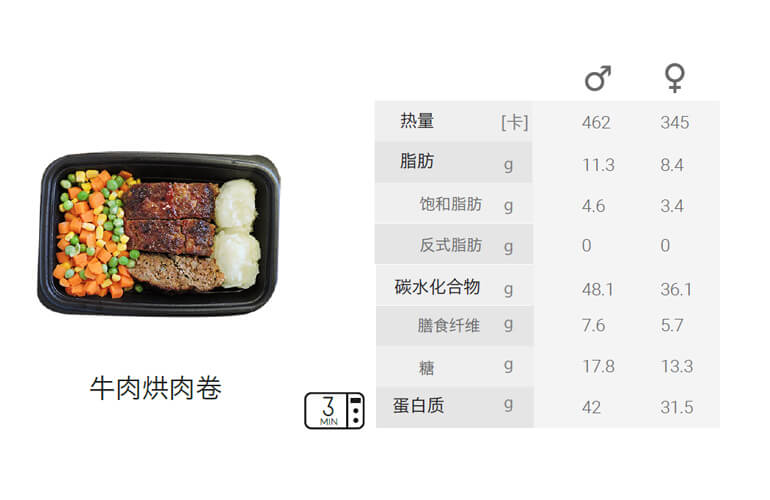 ♂ ♀
热量 [卡] 462 345
脂肪 g 11.3 8.4
饱和脂肪 g 4.6 3.4
反式脂肪 g 0 0
碳水化合物 g 48.1 36.1
膳食纤维 g 7.6 5.7
糖 g 17.8 13.3
蛋白质 g 42 31.5
牛肉烘肉卷
3
MIN